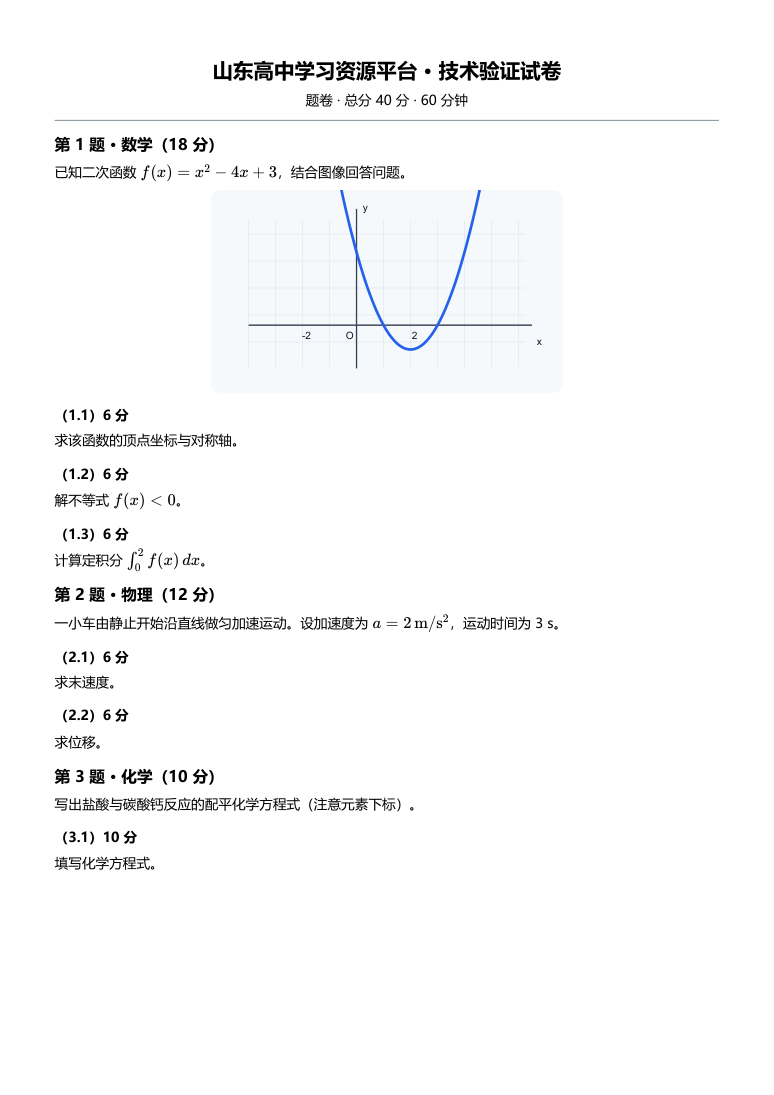 山东高中学习资源平台·技术验证试卷
题卷 · 总分 40 分 · 60 分钟
第 1 题·数学（18 分）
已知二次函数 f(x) = x² − 4x + 3，结合图像回答问题。
y
-2 O 2
x
（1.1）6 分
求该函数的顶点坐标与对称轴。
（1.2）6 分
解不等式 f(x) < 0。
（1.3）6 分
计算定积分 ∫₀² f(x) dx。
第 2 题·物理（12 分）
一小车由静止开始沿直线做匀加速运动。设加速度为 a = 2 m/s²，运动时间为 3 s。
（2.1）6 分
求末速度。
（2.2）6 分
求位移。
第 3 题·化学（10 分）
写出盐酸与碳酸钙反应的配平化学方程式（注意元素下标）。
（3.1）10 分
填写化学方程式。